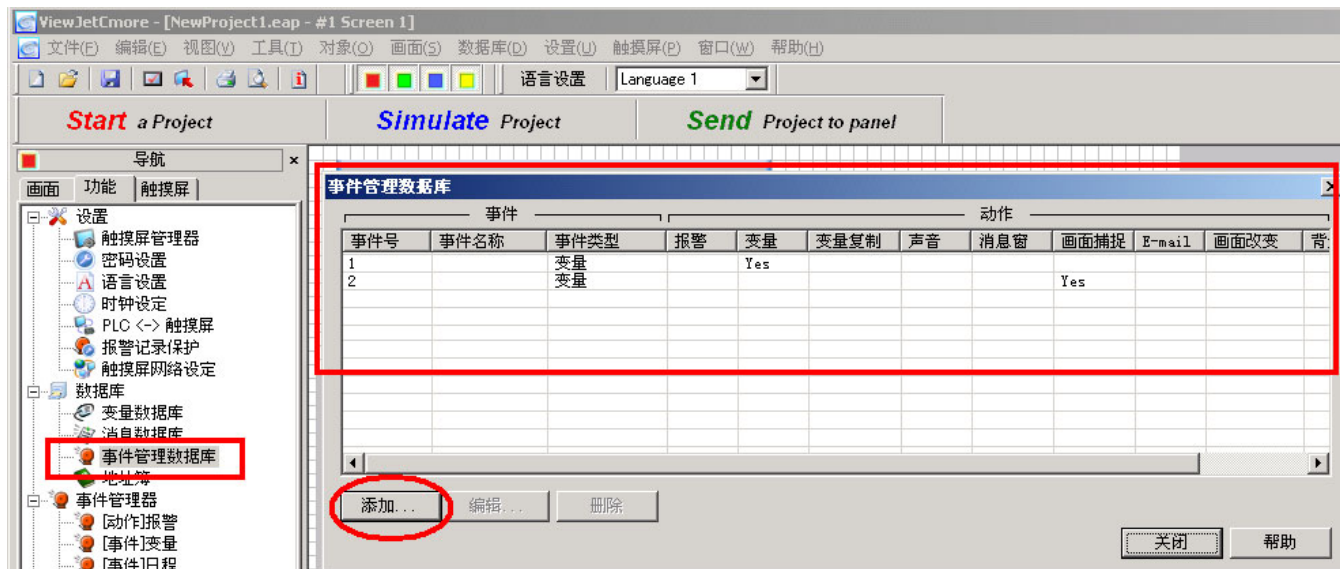 ViewJetCmore - [NewProject1.eap - #1 Screen 1]
文件(F) 编辑(E) 视图(V) 工具(T) 对象(O) 画面(S) 数据库(D) 设置(U) 触摸屏(P) 窗口(W) 帮助(H)
语言设置 Language 1
Start a Project Simulate Project Send Project to panel
导航
画面 功能 触摸屏
设置
触摸屏管理器
密码设置
语言设置
时钟设定
PLC <-> 触摸屏
报警记录保护
触摸屏网络设定
数据库
变量数据库
消息数据库
事件管理数据库
地址簿
事件管理器
[动作]报警
[事件]变量
[事件]日程
事件管理数据库
事件 动作
事件号 事件名称 事件类型 报警 变量 变量复制 声音 消息窗 画面捕捉 E-mail 画面改变 背
1 变量 Yes
2 变量 Yes
添加... 编辑... 删除
关闭 帮助